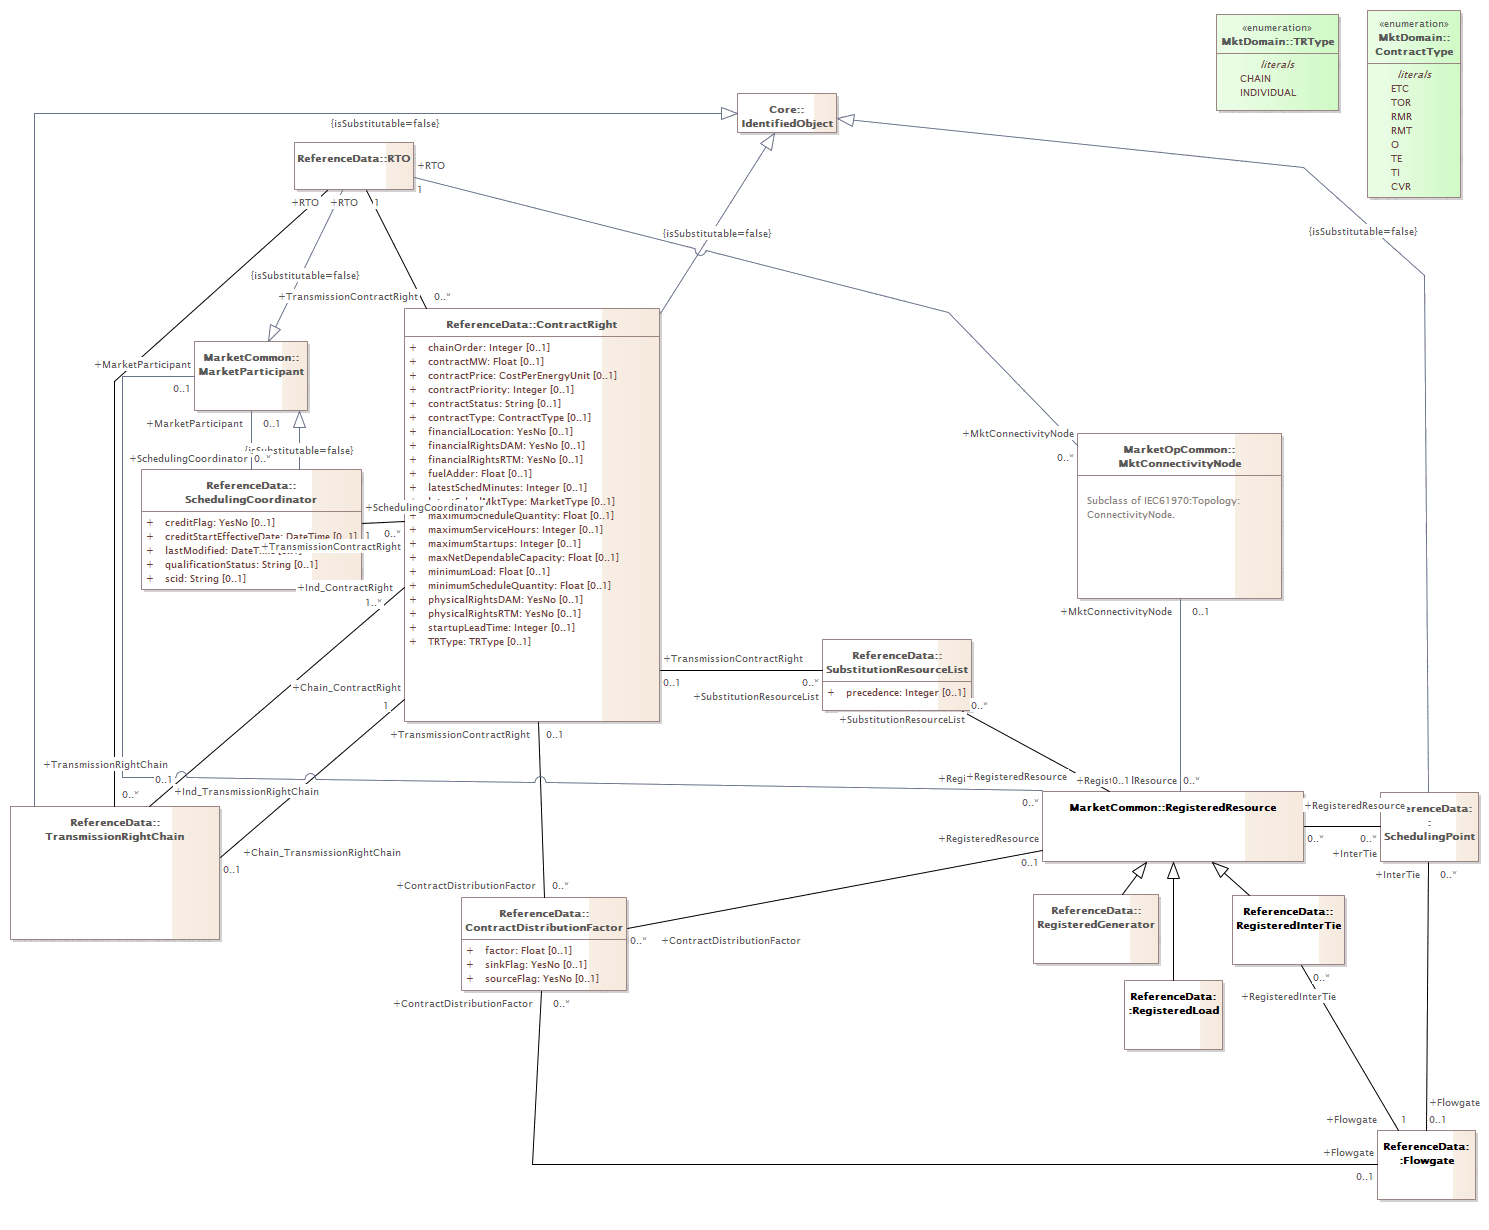 «enumeration»
MktDomain::TRType
literals
CHAIN
INDIVIDUAL
«enumeration»
MktDomain::
ContractType
literals
ETC
TOR
RMR
RMT
O
TE
TI
CVR
Core::
IdentifiedObject
{isSubstitutable=false}
ReferenceData::RTO
+RTO
1
+RTO
+RTO
1
{isSubstitutable=false}
{isSubstitutable=false}
{isSubstitutable=false}
+TransmissionContractRight
0..*
MarketCommon::
MarketParticipant
+MarketParticipant
0..1
+MarketParticipant
0..1
{isSubstitutable=false}
+SchedulingCoordinator
0..*
ReferenceData::
SchedulingCoordinator
+ creditFlag: YesNo [0..1]
+ creditStartEffectiveDate: DateTime [0..1]
+ lastModified: DateTime [0..1]
+ qualificationStatus: String [0..1]
+ scid: String [0..1]
+SchedulingCoordinator
1
0..*
+TransmissionContractRight
+Ind_ContractRight
1..*
ReferenceData::ContractRight
+ chainOrder: Integer [0..1]
+ contractMW: Float [0..1]
+ contractPrice: CostPerEnergyUnit [0..1]
+ contractPriority: Integer [0..1]
+ contractStatus: String [0..1]
+ contractType: ContractType [0..1]
+ financialLocation: YesNo [0..1]
+ financialRightsDAM: YesNo [0..1]
+ financialRightsRTM: YesNo [0..1]
+ fuelAdder: Float [0..1]
+ latestSchedMinutes: Integer [0..1]
+ latestSchedMktType: MarketType [0..1]
+ maximumScheduleQuantity: Float [0..1]
+ maximumServiceHours: Integer [0..1]
+ maximumStartups: Integer [0..1]
+ maxNetDependableCapacity: Float [0..1]
+ minimumLoad: Float [0..1]
+ minimumScheduleQuantity: Float [0..1]
+ physicalRightsDAM: YesNo [0..1]
+ physicalRightsRTM: YesNo [0..1]
+ startupLeadTime: Integer [0..1]
+ TRType: TRType [0..1]
+MktConnectivityNode
0..*
MarketOpCommon::
MktConnectivityNode
Subclass of IEC61970:Topology:
ConnectivityNode.
+MktConnectivityNode
0..1
+TransmissionContractRight
0..1
0..*
+SubstitutionResourceList
ReferenceData::
SubstitutionResourceList
+ precedence: Integer [0..1]
0..*
+SubstitutionResourceList
+Chain_ContractRight
1
+TransmissionContractRight
0..1
+TransmissionRightChain
0..*
0..1
+Ind_TransmissionRightChain
ReferenceData::
TransmissionRightChain
+Chain_TransmissionRightChain
0..1
+RegisteredResource
0..1
0..*
0..*
MarketCommon::RegisteredResource
+RegisteredResource
0..1
+RegisteredResource
0..*
0..*
+InterTie
SchedulingPoint
+InterTie
0..*
+ContractDistributionFactor
0..*
ReferenceData::
ContractDistributionFactor
+ factor: Float [0..1]
+ sinkFlag: YesNo [0..1]
+ sourceFlag: YesNo [0..1]
0..*
+ContractDistributionFactor
+ContractDistributionFactor
0..*
ReferenceData::
RegisteredGenerator
ReferenceData::
RegisteredInterTie
ReferenceData:
:RegisteredLoad
0..*
+RegisteredInterTie
+Flowgate
0..1
+Flowgate
1
+Flowgate
0..1
ReferenceData:
:Flowgate